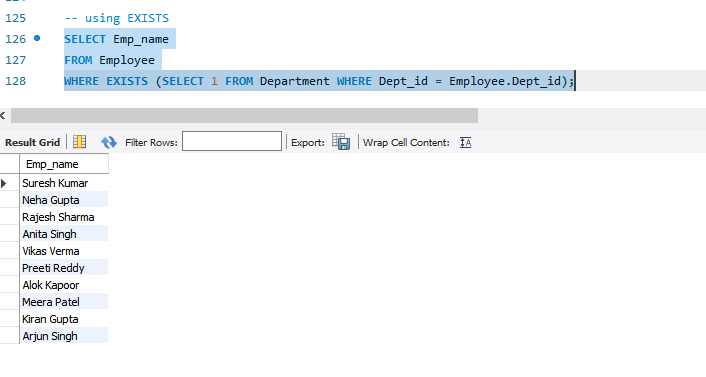 125 -- using EXISTS
126 SELECT Emp_name
127 FROM Employee
128 WHERE EXISTS (SELECT 1 FROM Department WHERE Dept_id = Employee.Dept_id);
Result Grid Filter Rows: Export: Wrap Cell Content: IA
Emp_name
Suresh Kumar
Neha Gupta
Rajesh Sharma
Anita Singh
Vikas Verma
Preeti Reddy
Alok Kapoor
Meera Patel
Kiran Gupta
Arjun Singh